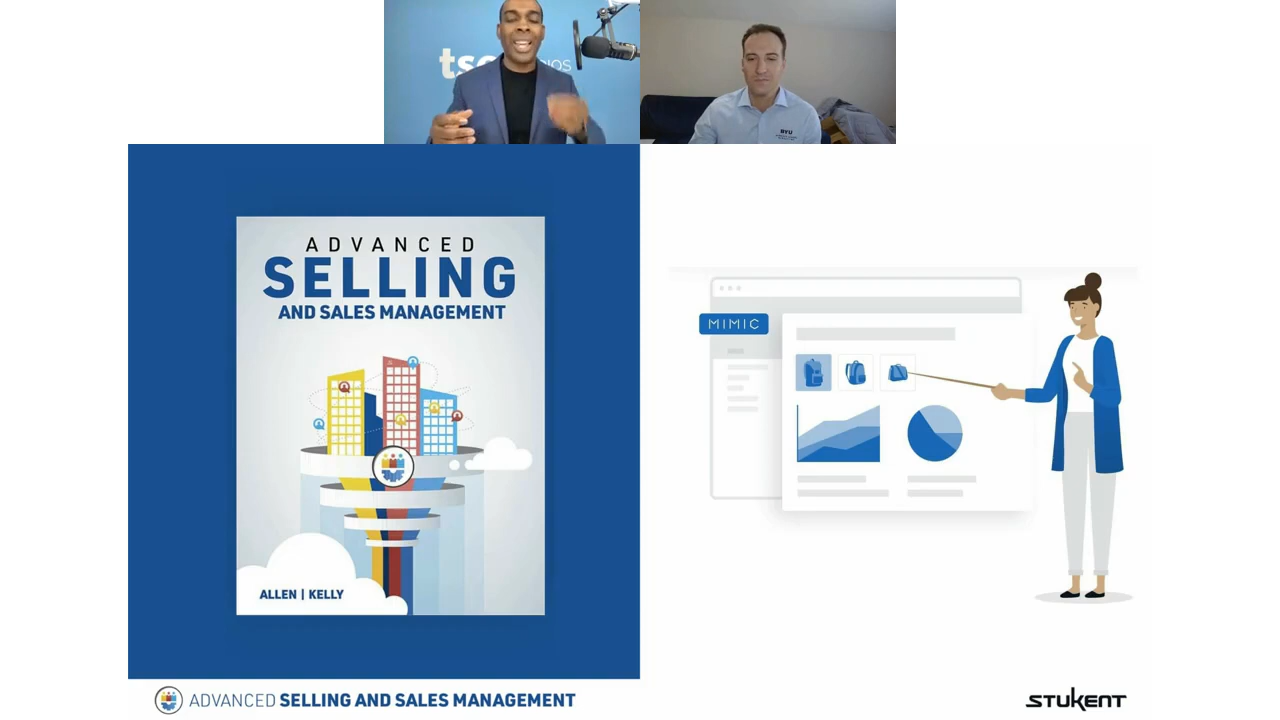 BYU
ADVANCED
SELLING
AND SALES MANAGEMENT
MIMIC
ALLEN | KELLY
ADVANCED SELLING AND SALES MANAGEMENT
STUKENT